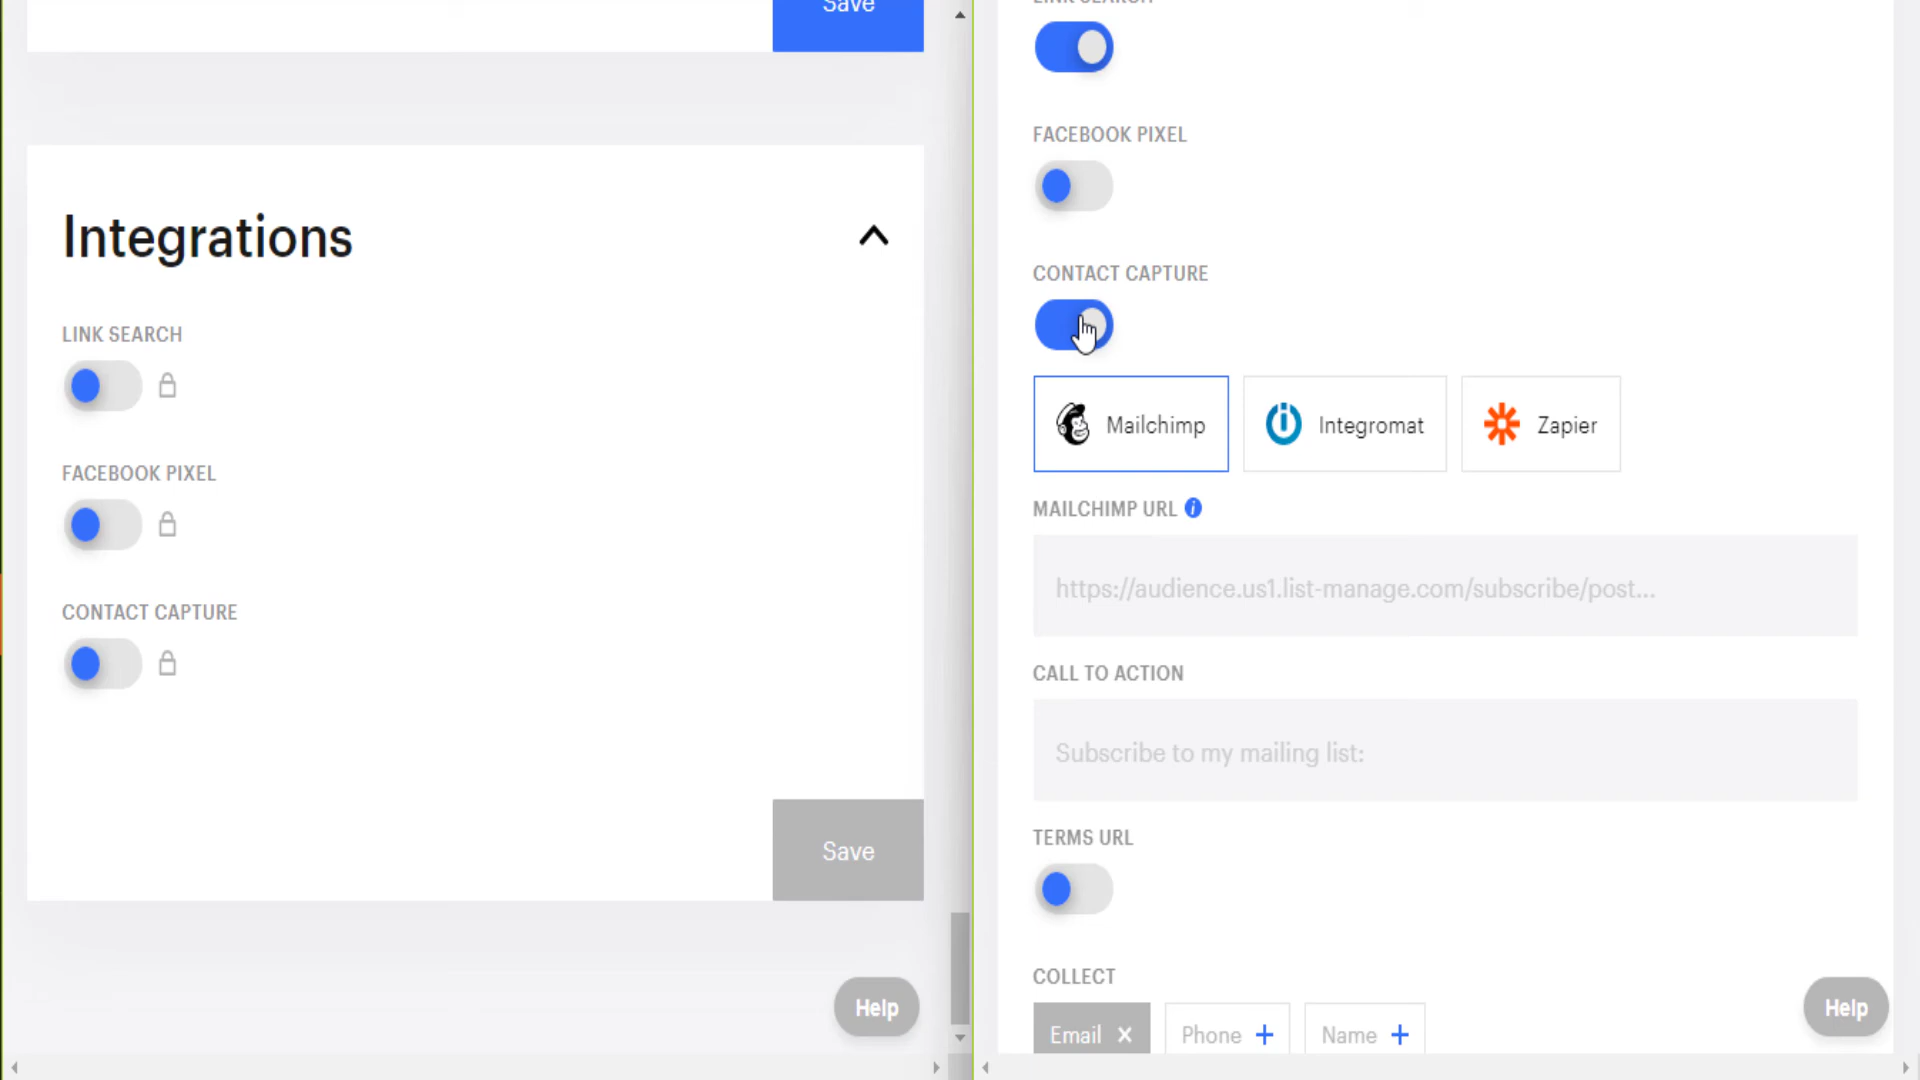 Save
Integrations
LINK SEARCH
FACEBOOK PIXEL
CONTACT CAPTURE
Save
Help
LINK SEARCH
FACEBOOK PIXEL
CONTACT CAPTURE
Mailchimp
Integromat
Zapier
MAILCHIMP URL i
https://audience.us1.list-manage.com/subscribe/post...
CALL TO ACTION
Subscribe to my mailing list:
TERMS URL
COLLECT
Email
Phone +
Name +
Help